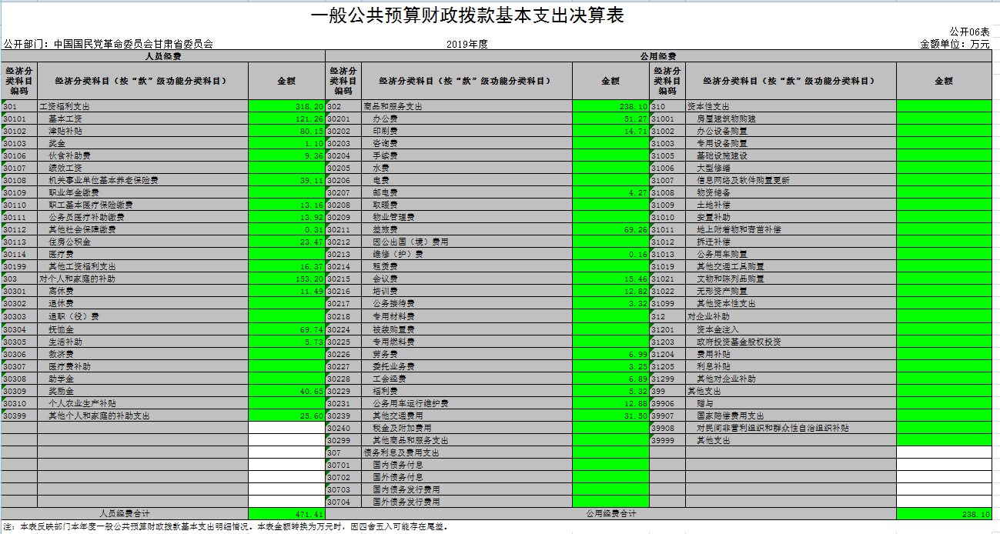 一般公共预算财政拨款基本支出决算表
公开06表
公开部门：中国国民党革命委员会甘肃省委员会 2019年度 金额单位：万元
人员经费 公用经费
经济分类科目编码 经济分类科目（按“款”级功能分类科目） 金额 经济分类科目编码 经济分类科目（按“款”级功能分类科目） 金额 经济分类科目编码 经济分类科目（按“款”级功能分类科目） 金额
301 工资福利支出 318.20 302 商品和服务支出 238.10 310 资本性支出
30101 基本工资 121.26 30201 办公费 51.27 31001 房屋建筑物购建
30102 津贴补贴 80.15 30202 印刷费 14.71 31002 办公设备购置
30103 奖金 1.10 30203 咨询费 31003 专用设备购置
30106 伙食补助费 9.36 30204 手续费 31005 基础设施建设
30107 绩效工资 30205 水费 31006 大型修缮
30108 机关事业单位基本养老保险费 39.11 30206 电费 31007 信息网络及软件购置更新
30109 职业年金缴费 30207 邮电费 4.27 31008 物资储备
30110 职工基本医疗保险缴费 13.16 30208 取暖费 31009 土地补偿
30111 公务员医疗补助缴费 13.92 30209 物业管理费 31010 安置补助
30112 其他社会保障缴费 0.31 30211 差旅费 69.26 31011 地上附着物和青苗补偿
30113 住房公积金 23.47 30212 因公出国（境）费用 31012 拆迁补偿
30114 医疗费 30213 维修（护）费 0.16 31013 公务用车购置
30199 其他工资福利支出 16.37 30214 租赁费 31019 其他交通工具购置
303 对个人和家庭的补助 153.20 30215 会议费 15.46 31021 文物和陈列品购置
30301 离休费 11.49 30216 培训费 12.82 31022 无形资产购置
30302 退休费 30217 公务接待费 3.32 31099 其他资本性支出
30303 退职（役）费 30218 专用材料费 312 对企业补助
30304 抚恤金 69.74 30224 被装购置费 31201 资本金注入
30305 生活补助 5.73 30225 专用燃料费 31203 政府投资基金股权投资
30306 救济费 30226 劳务费 6.99 31204 费用补贴
30307 医疗费补助 30227 委托业务费 3.25 31205 利息补贴
30308 助学金 30228 工会经费 6.89 31299 其他对企业补助
30309 奖励金 40.65 30229 福利费 5.32 399 其他支出
30310 个人农业生产补贴 30231 公务用车运行维护费 12.88 39906 赠与
30399 其他个人和家庭的补助支出 25.60 30239 其他交通费用 31.50 39907 国家赔偿费用支出
30240 税金及附加费用 39908 对民间非营利组织和群众性自治组织补贴
30299 其他商品和服务支出 39999 其他支出
307 债务利息及费用支出
30701 国内债务付息
30702 国外债务付息
30703 国内债务发行费用
30704 国外债务发行费用
人员经费合计 471.41 公用经费合计 238.10
注：本表反映部门本年度一般公共预算财政拨款基本支出明细情况。本表金额转换为万元时，因四舍五入可能存在尾差。